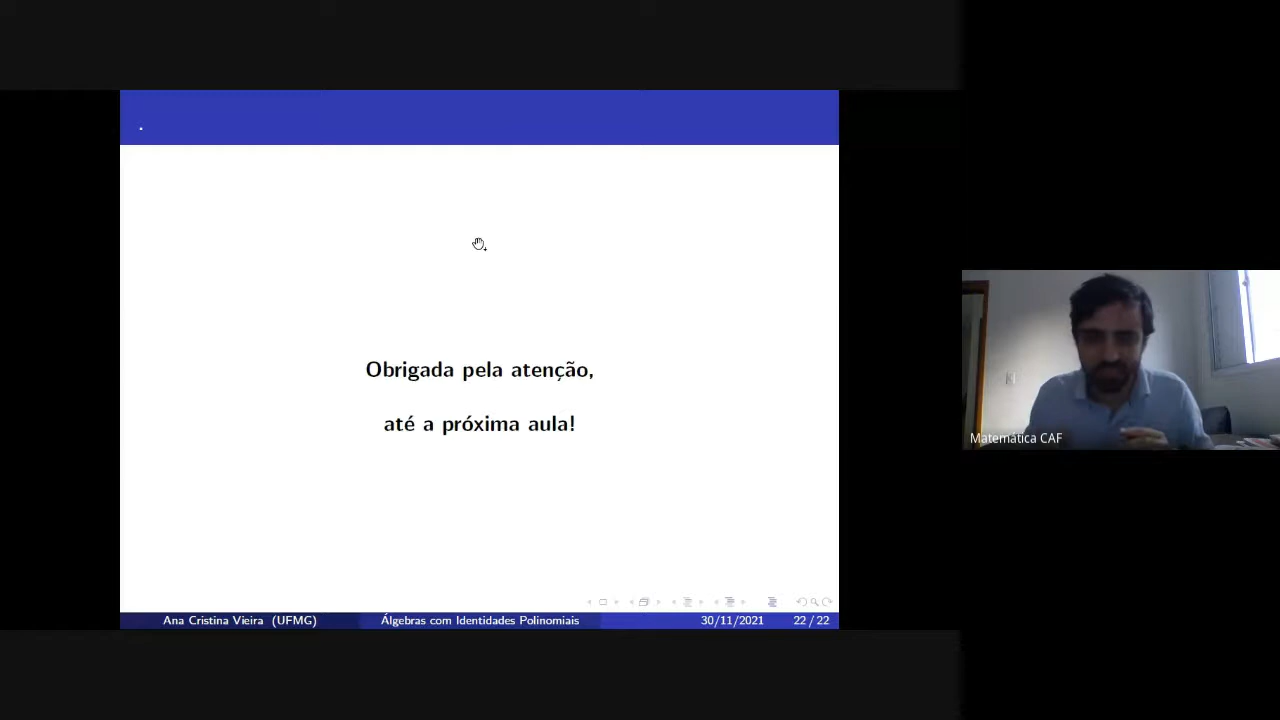 .
Obrigada pela atenção,
até a próxima aula!
Ana Cristina Vieira (UFMG) Álgebras com Identidades Polinomiais 30/11/2021 22 / 22
Matemática CAF